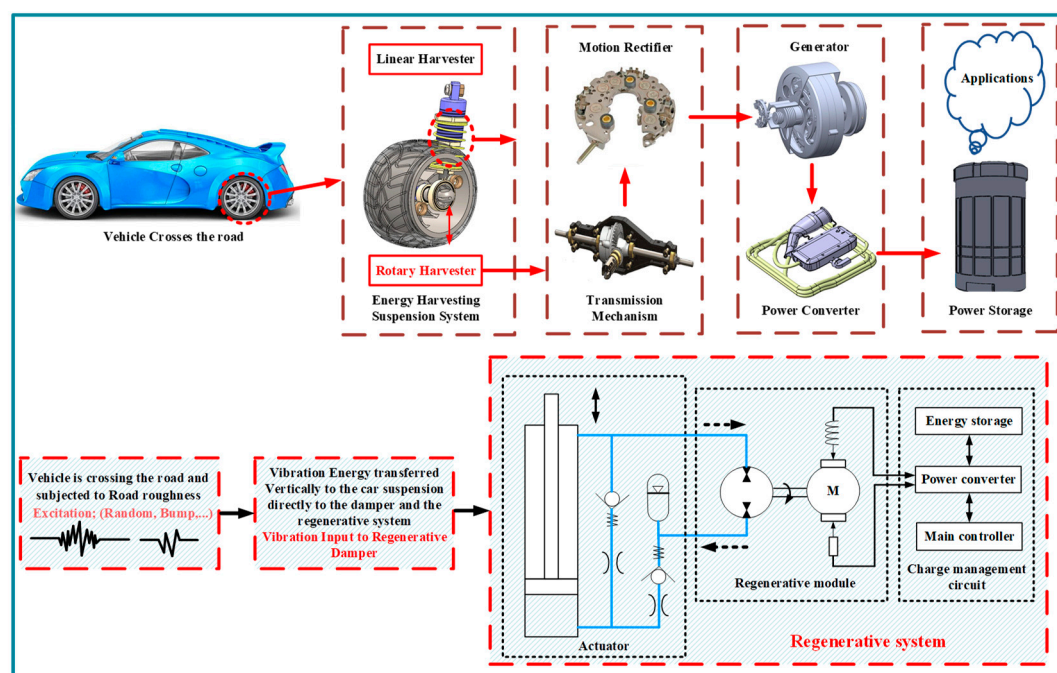 Linear Harvester
Motion Rectifier
Generator
Applications
Vehicle Crosses the road
Rotary Harvester
Energy Harvesting
Suspension System
Transmission
Mechanism
Power Converter
Power Storage
Vehicle is crossing the road and
subjected to Road roughness
Excitation; (Random, Bump,...)
Vibration Energy transferred
Vertically to the car suspension
directly to the damper and the
regenerative system
Vibration Input to Regenerative
Damper
Actuator
M
Regenerative module
Energy storage
Power converter
Main controller
Charge management
circuit
Regenerative system